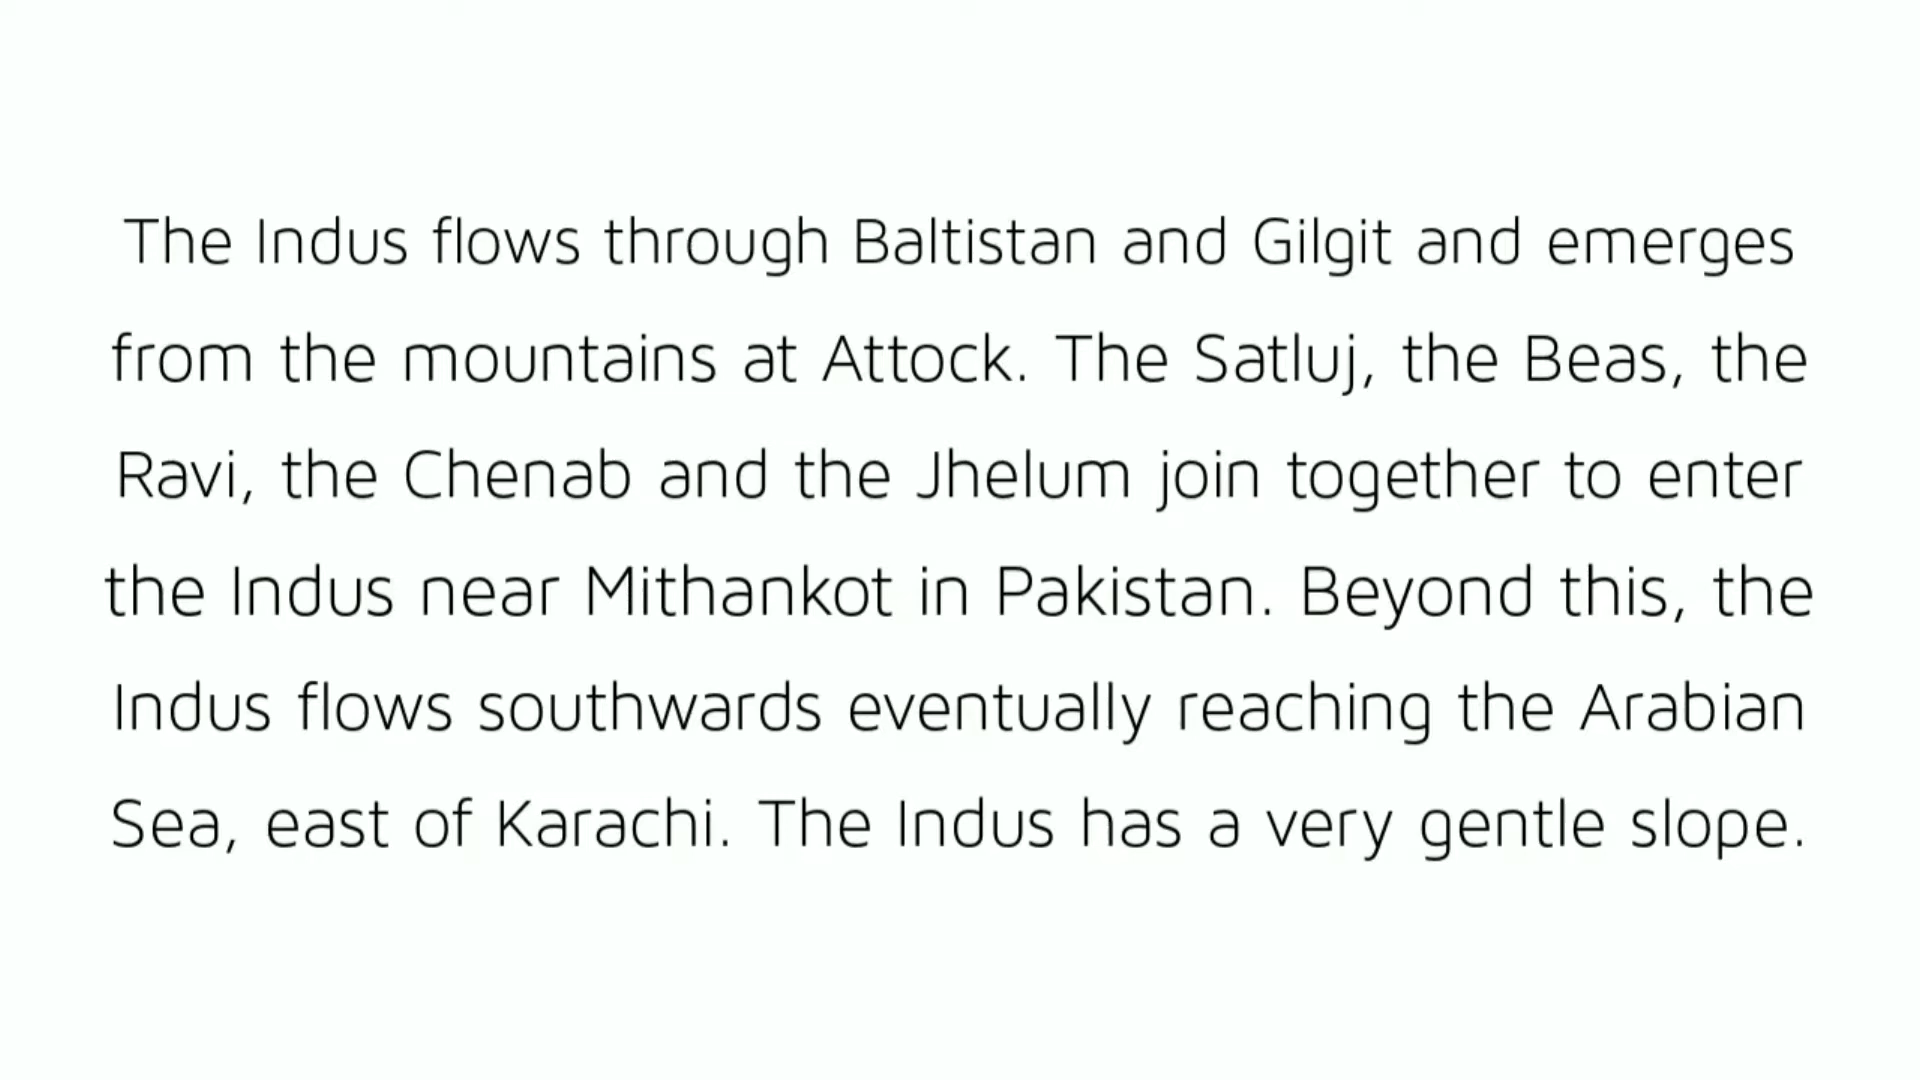 The Indus flows through Baltistan and Gilgit and emerges
from the mountains at Attock. The Satluj, the Beas, the
Ravi, the Chenab and the Jhelum join together to enter
the Indus near Mithankot in Pakistan. Beyond this, the
Indus flows southwards eventually reaching the Arabian
Sea, east of Karachi. The Indus has a very gentle slope.